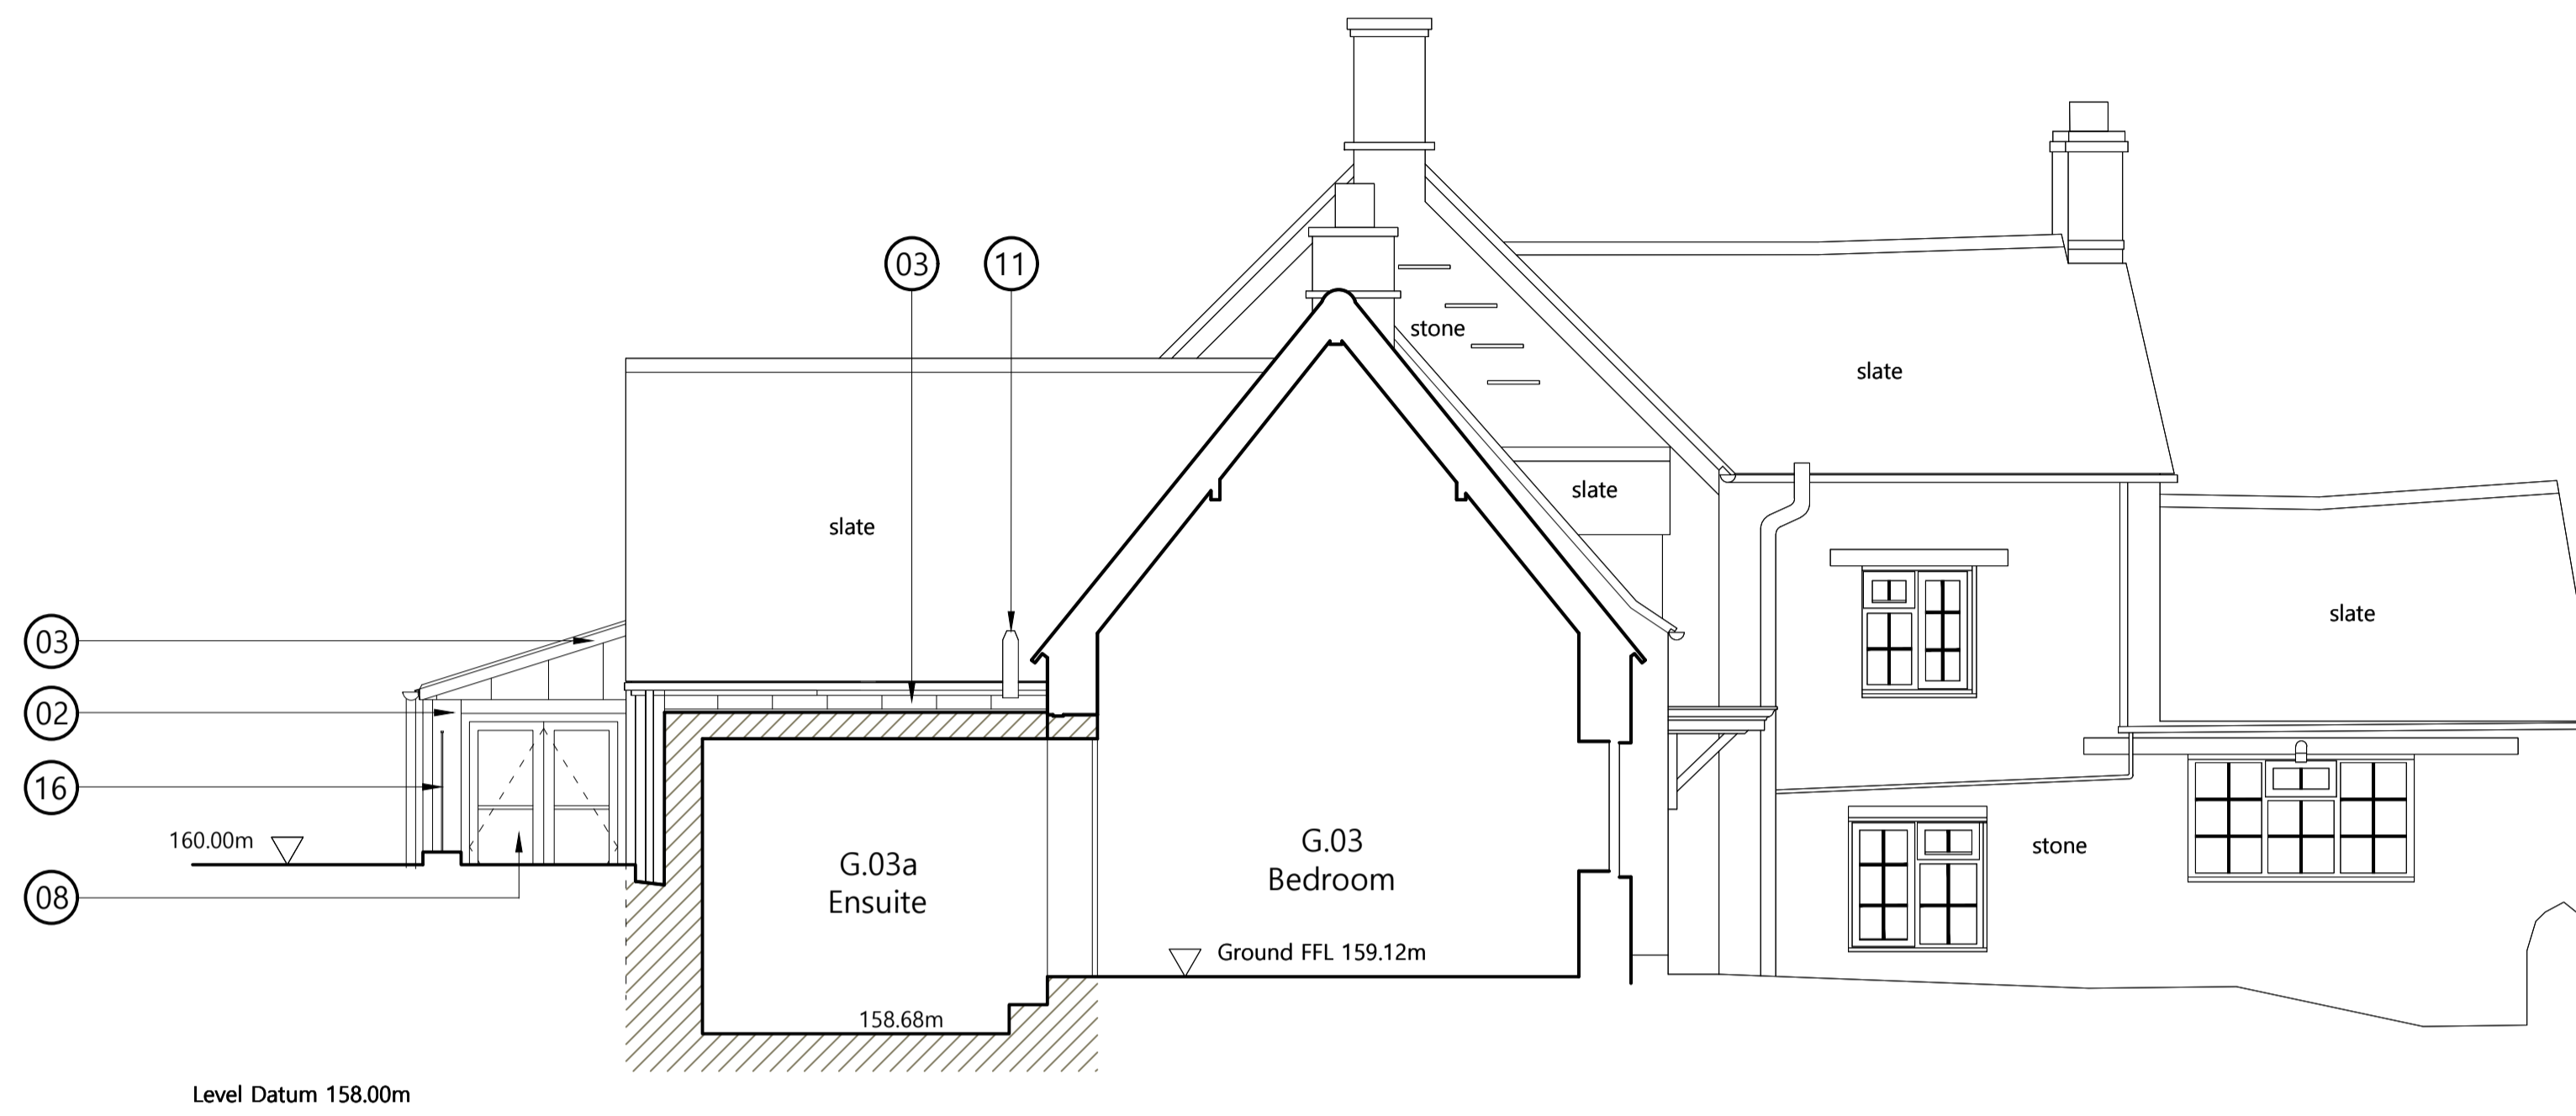 03
11
stone
slate
slate
slate
slate
03
02
16
160.00m
08
G.03a
Ensuite
G.03
Bedroom
stone
Ground FFL 159.12m
158.68m
Level Datum 158.00m